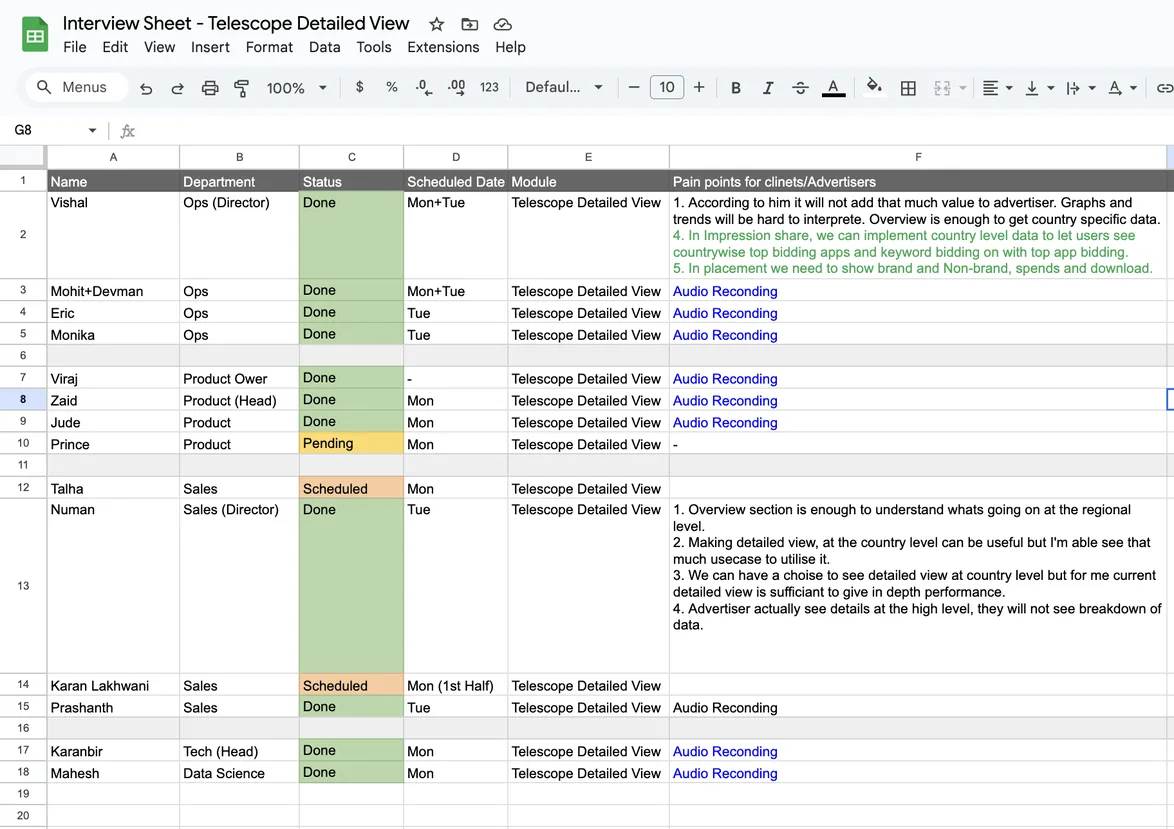 Interview Sheet - Telescope Detailed View
File Edit View Insert Format Data Tools Extensions Help
Menus 100% $ % .0 .00 123 Defaul... − 10 + B I S A A
G8 fx
A B C D E F
1 Name Department Status Scheduled Date Module Pain points for clinets/Advertisers
2 Vishal Ops (Director) Done Mon+Tue Telescope Detailed View 1. According to him it will not add that much value to advertiser. Graphs and
trends will be hard to interprete. Overview is enough to get country specific data.
4. In Impression share, we can implement country level data to let users see
countrywise top bidding apps and keyword bidding on with top app bidding.
5. In placement we need to show brand and Non-brand, spends and download.
3 Mohit+Devman Ops Done Mon+Tue Telescope Detailed View Audio Reconding
4 Eric Ops Done Tue Telescope Detailed View Audio Reconding
5 Monika Ops Done Tue Telescope Detailed View Audio Reconding
6
7 Viraj Product Ower Done - Telescope Detailed View Audio Reconding
8 Zaid Product (Head) Done Mon Telescope Detailed View Audio Reconding
9 Jude Product Done Mon Telescope Detailed View Audio Reconding
10 Prince Product Pending Mon Telescope Detailed View -
11
12 Talha Sales Scheduled Mon Telescope Detailed View
13 Numan Sales (Director) Done Tue Telescope Detailed View 1. Overview section is enough to understand whats going on at the regional
level.
2. Making detailed view, at the country level can be useful but I'm able see that
much usecase to utilise it.
3. We can have a choise to see detailed view at country level but for me current
detailed view is sufficiant to give in depth performance.
4. Advertiser actually see details at the high level, they will not see breakdown of
data.
14 Karan Lakhwani Sales Scheduled Mon (1st Half) Telescope Detailed View
15 Prashanth Sales Done Tue Telescope Detailed View Audio Reconding
16
17 Karanbir Tech (Head) Done Mon Telescope Detailed View Audio Reconding
18 Mahesh Data Science Done Mon Telescope Detailed View Audio Reconding
19
20